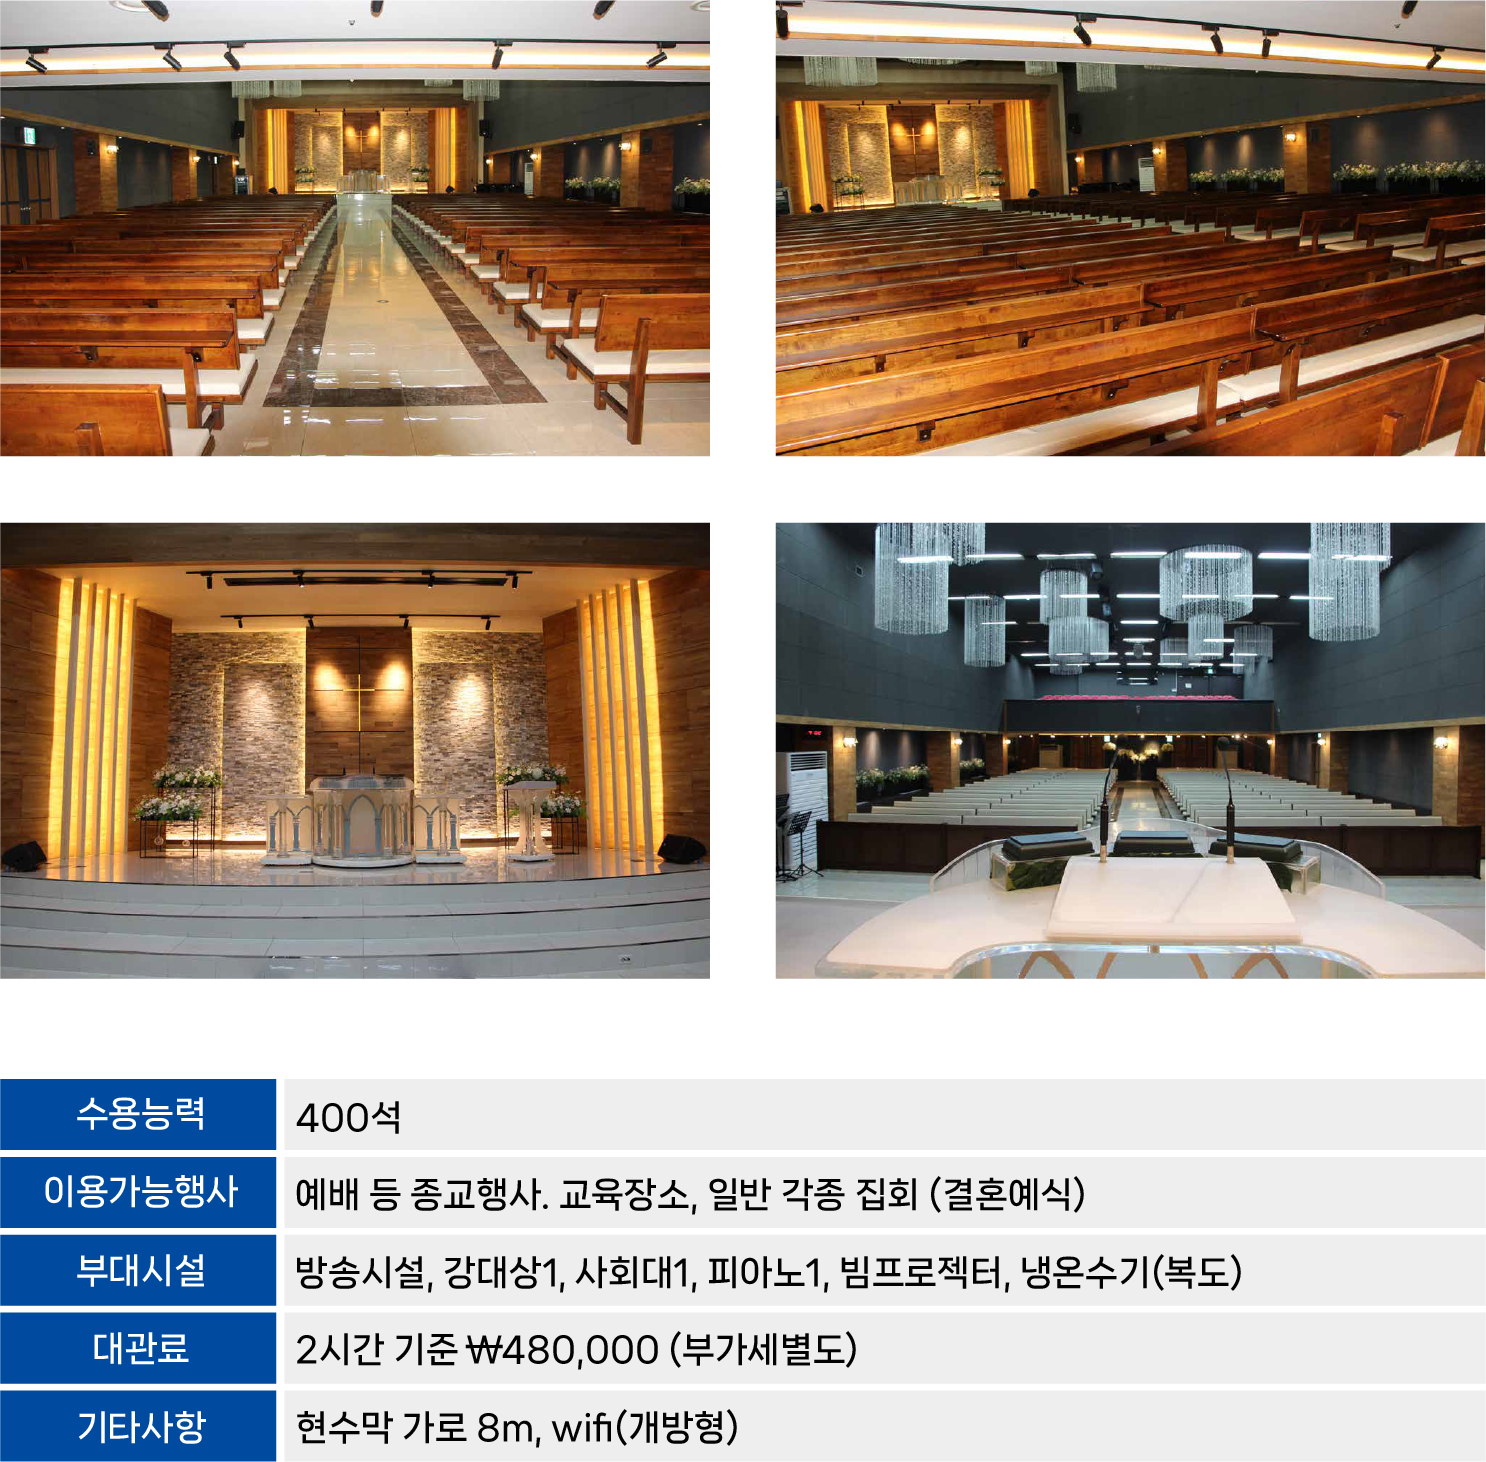 수용능력 400석
이용가능행사 예배 등 종교행사. 교육장소, 일반 각종 집회 (결혼예식)
부대시설 방송시설, 강대상1, 사회대1, 피아노1, 빔프로젝터, 냉온수기(복도)
대관료 2시간 기준 ₩480,000 (부가세별도)
기타사항 현수막 가로 8m, wifi(개방형)